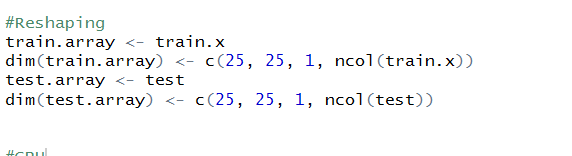 #Reshaping
train.array <- train.x
dim(train.array) <- c(25, 25, 1, ncol(train.x))
test.array <- test
dim(test.array) <- c(25, 25, 1, ncol(test))